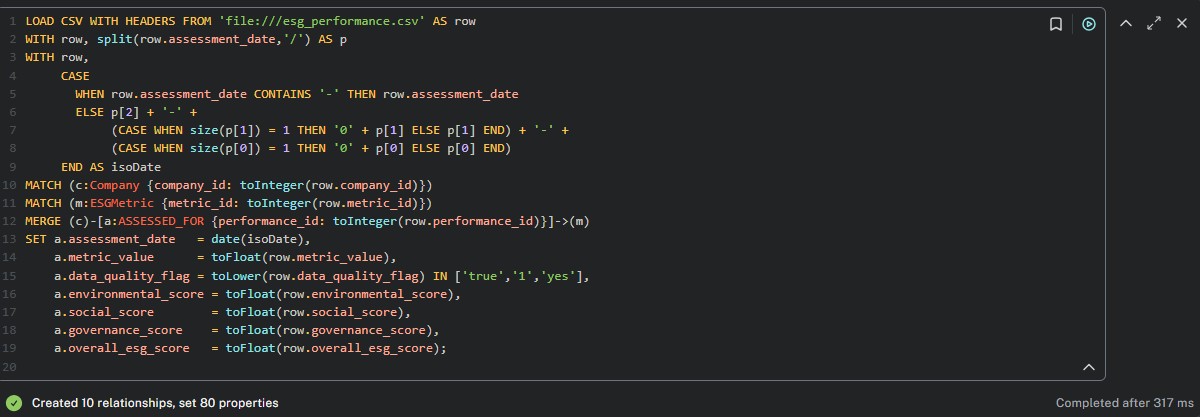 1 LOAD CSV WITH HEADERS FROM 'file:///esg_performance.csv' AS row
2 WITH row, split(row.assessment_date,'/') AS p
3 WITH row,
4      CASE
5        WHEN row.assessment_date CONTAINS '-' THEN row.assessment_date
6        ELSE p[2] + '-' +
7             (CASE WHEN size(p[1]) = 1 THEN '0' + p[1] ELSE p[1] END) + '-' +
8             (CASE WHEN size(p[0]) = 1 THEN '0' + p[0] ELSE p[0] END)
9      END AS isoDate
10 MATCH (c:Company {company_id: toInteger(row.company_id)})
11 MATCH (m:ESGMetric {metric_id: toInteger(row.metric_id)})
12 MERGE (c)-[a:ASSESSED_FOR {performance_id: toInteger(row.performance_id)}]->(m)
13 SET a.assessment_date   = date(isoDate),
14     a.metric_value      = toFloat(row.metric_value),
15     a.data_quality_flag = toLower(row.data_quality_flag) IN ['true','1','yes'],
16     a.environmental_score = toFloat(row.environmental_score),
17     a.social_score        = toFloat(row.social_score),
18     a.governance_score    = toFloat(row.governance_score),
19     a.overall_esg_score   = toFloat(row.overall_esg_score);
20
Created 10 relationships, set 80 properties
Completed after 317 ms